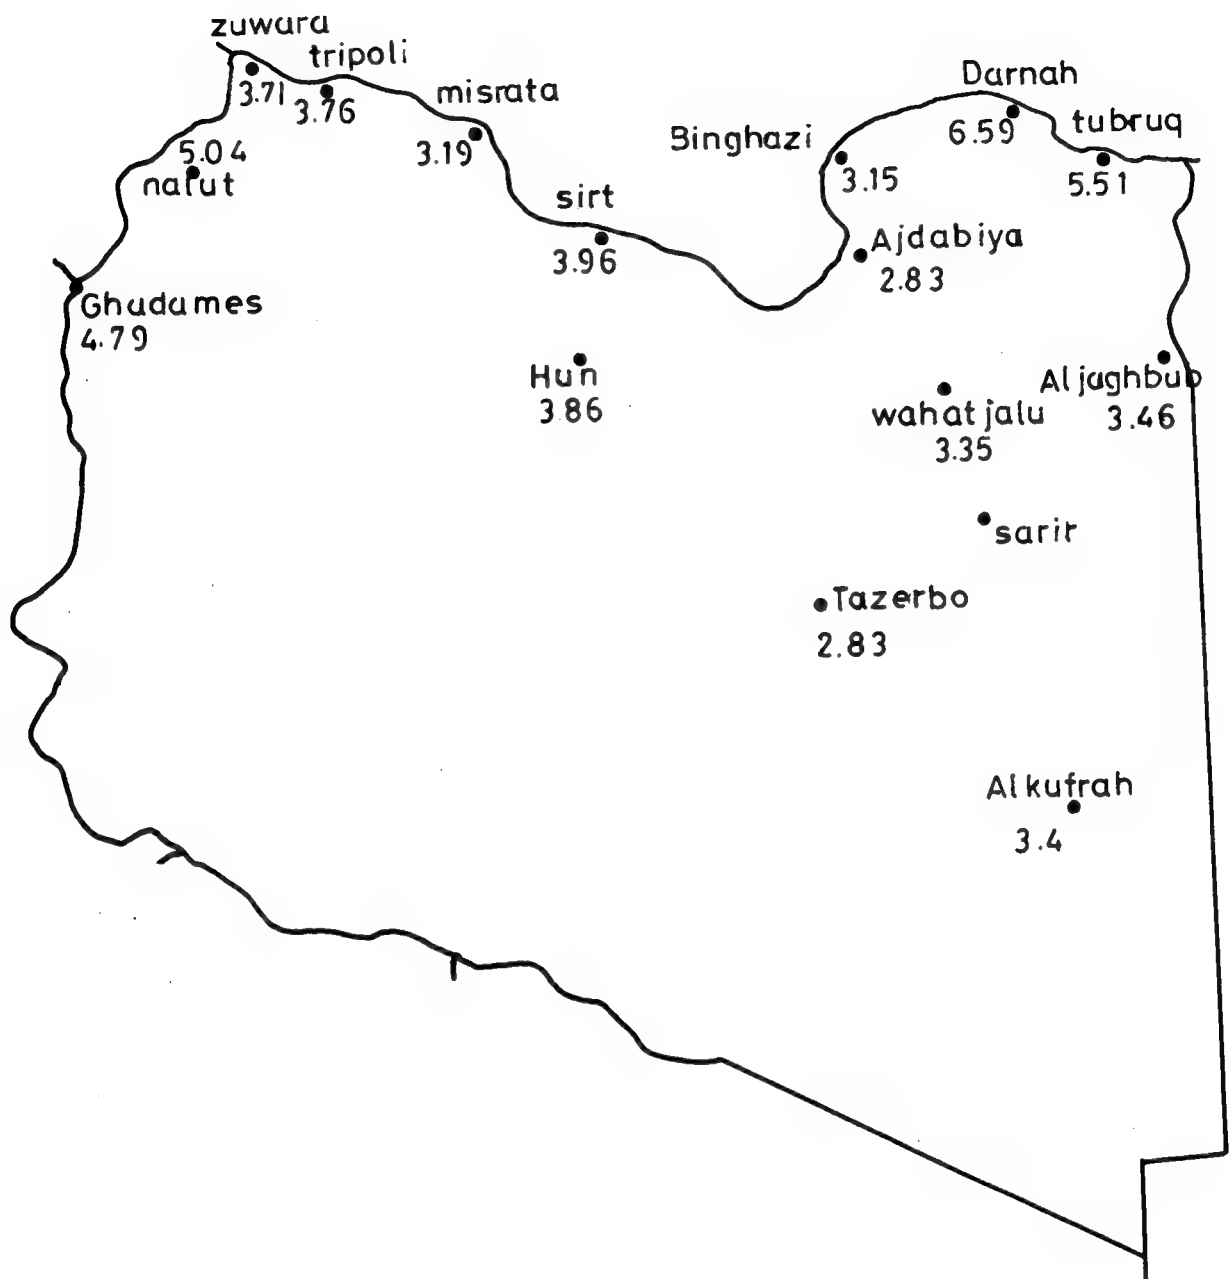 zuwara
3.71
tripoli
3.76
misrata
3.19
5.04
nalut
sirt
3.96
Binghazi
3.15
Darnah
6.59
tubruq
5.51
Ajdabiya
2.83
Ghudames
4.79
Hun
3.86
wahat jalu
3.35
Al jaghbub
3.46
sarir
Tazerbo
2.83
Al kufrah
3.4